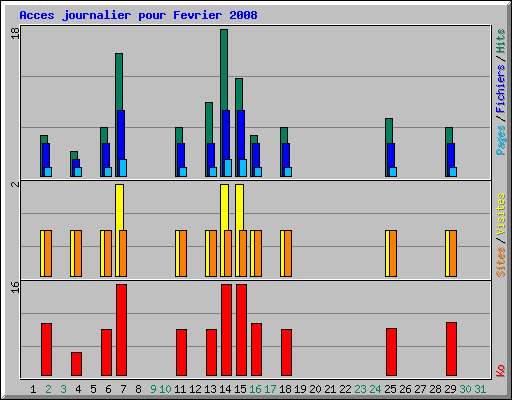 Acces journalier pour Fevrier 2008
18
Pages / Fichiers / Hits
2
Sites / Visites
16
Ko
1 2 3 4 5 6 7 8 9 10 11 12 13 14 15 16 17 18 19 20 21 22 23 24 25 26 27 28 29 30 31